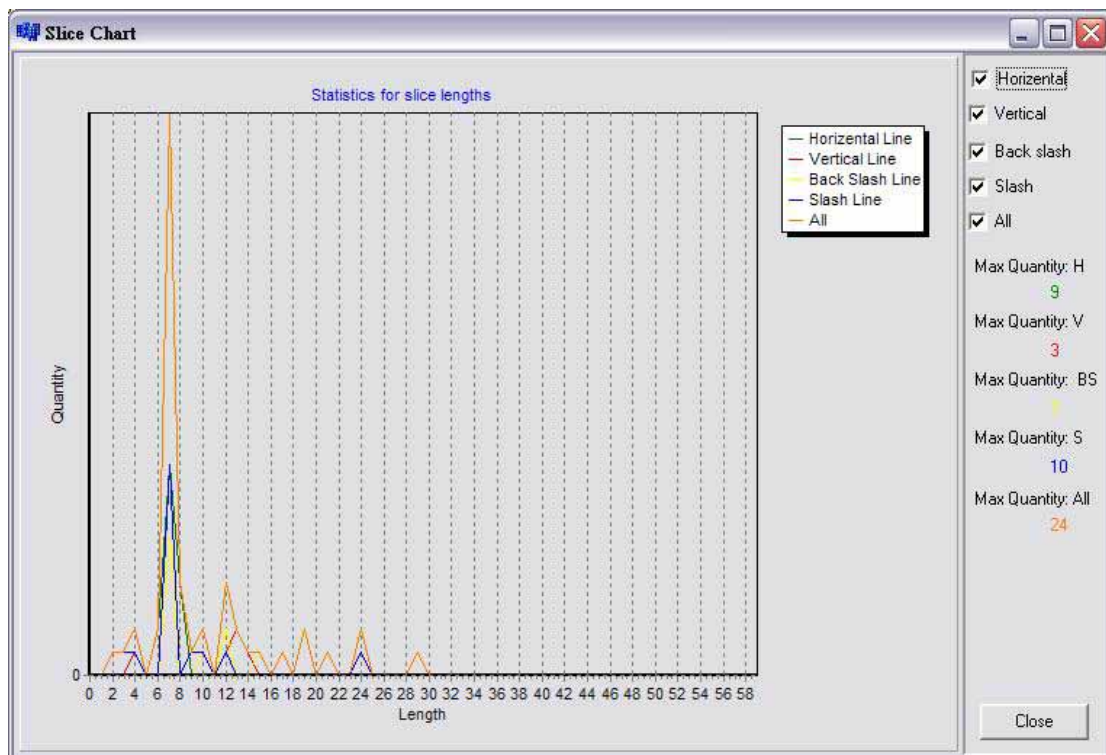 Slice Chart
Statistics for slice lengths
Quantity
0
0 2 4 6 8 10 12 14 16 18 20 22 24 26 28 30 32 34 36 38 40 42 44 46 48 50 52 54 56 58
Length
Horizental Line
Vertical Line
Back Slash Line
Slash Line
All
Horizental
Vertical
Back slash
Slash
All
Max Quantity: H
9
Max Quantity: V
3
Max Quantity: BS
Max Quantity: S
10
Max Quantity: All
24
Close